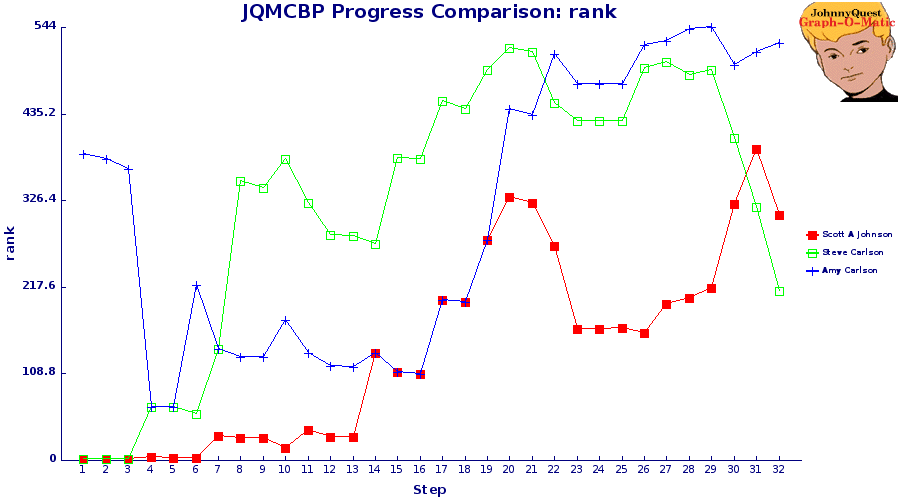 JQMCBP Progress Comparison: rank
JohnnyQuest
Graph-O-Matic
544
435.2
326.4
217.6
108.8
0
rank
Scott A Johnson
Steve Carlson
Amy Carlson
1 2 3 4 5 6 7 8 9 10 11 12 13 14 15 16 17 18 19 20 21 22 23 24 25 26 27 28 29 30 31 32
Step